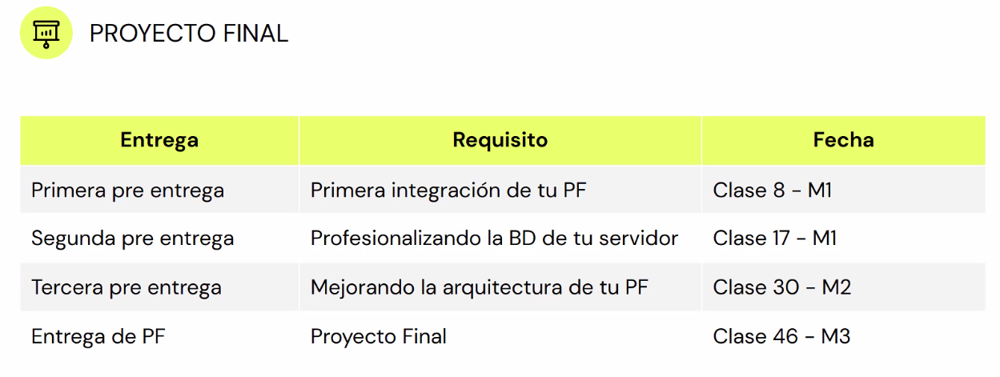 PROYECTO FINAL
Entrega Requisito Fecha
Primera pre entrega Primera integración de tu PF Clase 8 - M1
Segunda pre entrega Profesionalizando la BD de tu servidor Clase 17 - M1
Tercera pre entrega Mejorando la arquitectura de tu PF Clase 30 - M2
Entrega de PF Proyecto Final Clase 46 - M3